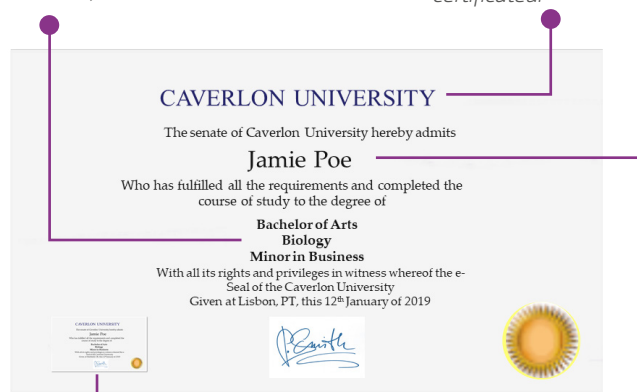 certificate.
CAVERLON UNIVERSITY
The senate of Caverlon University hereby admits
Jamie Poe
Who has fulfilled all the requirements and completed the
course of study to the degree of
Bachelor of Arts
Biology
Minor in Business
With all its rights and privileges in witness whereof the e-
Seal of the Caverlon University
Given at Lisbon, PT, this 12th January of 2019
CAVERLON UNIVERSITY
Jamie Poe